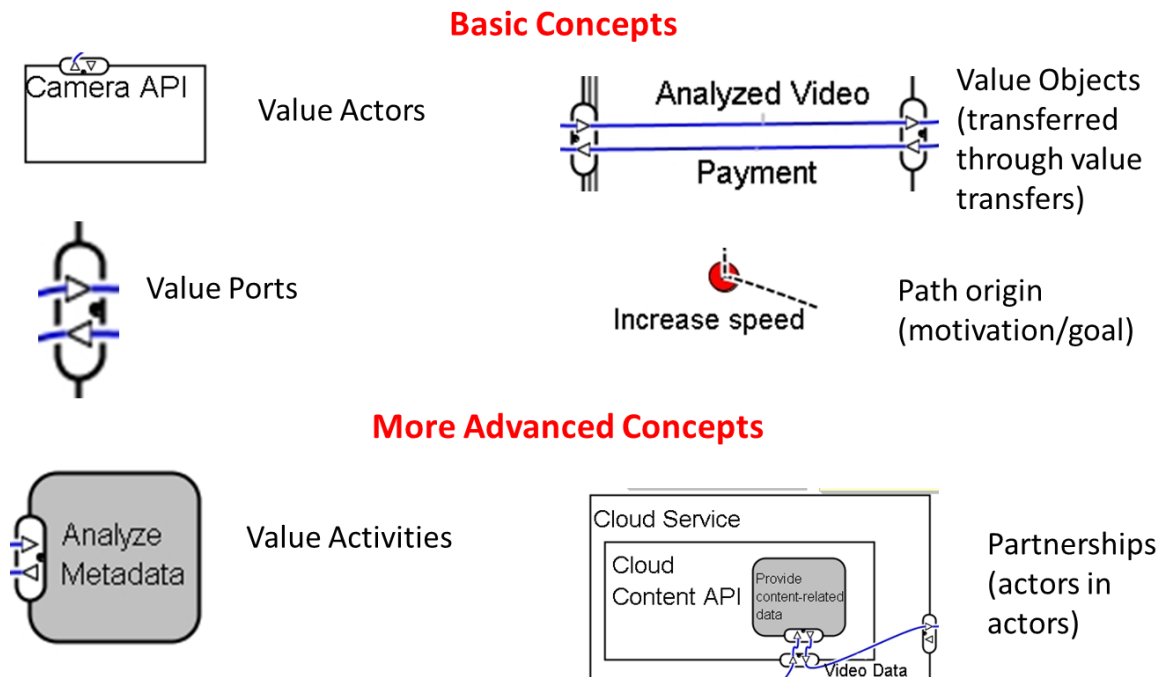 Basic Concepts
Camera API
Value Actors
Analyzed Video
Payment
Value Objects
(transferred
through value
transfers)
Value Ports
Increase speed
Path origin
(motivation/goal)
More Advanced Concepts
Analyze
Metadata
Value Activities
Cloud Service
Cloud
Content API
Provide
content-related
data
Video Data
Partnerships
(actors in
actors)